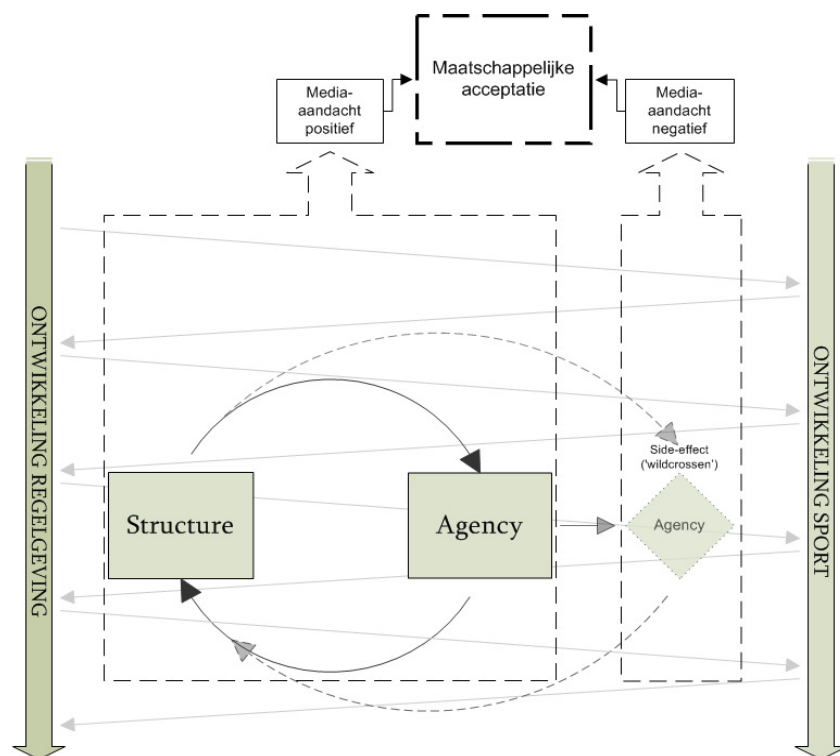 Maatschappelijke
acceptatie
Media-
aandacht
positief
Media-
aandacht
negatief
ONTWIKKELING REGELGEVING
ONTWIKKELING SPORT
Side-effect
('wildcrossen')
Structure
Agency
Agency